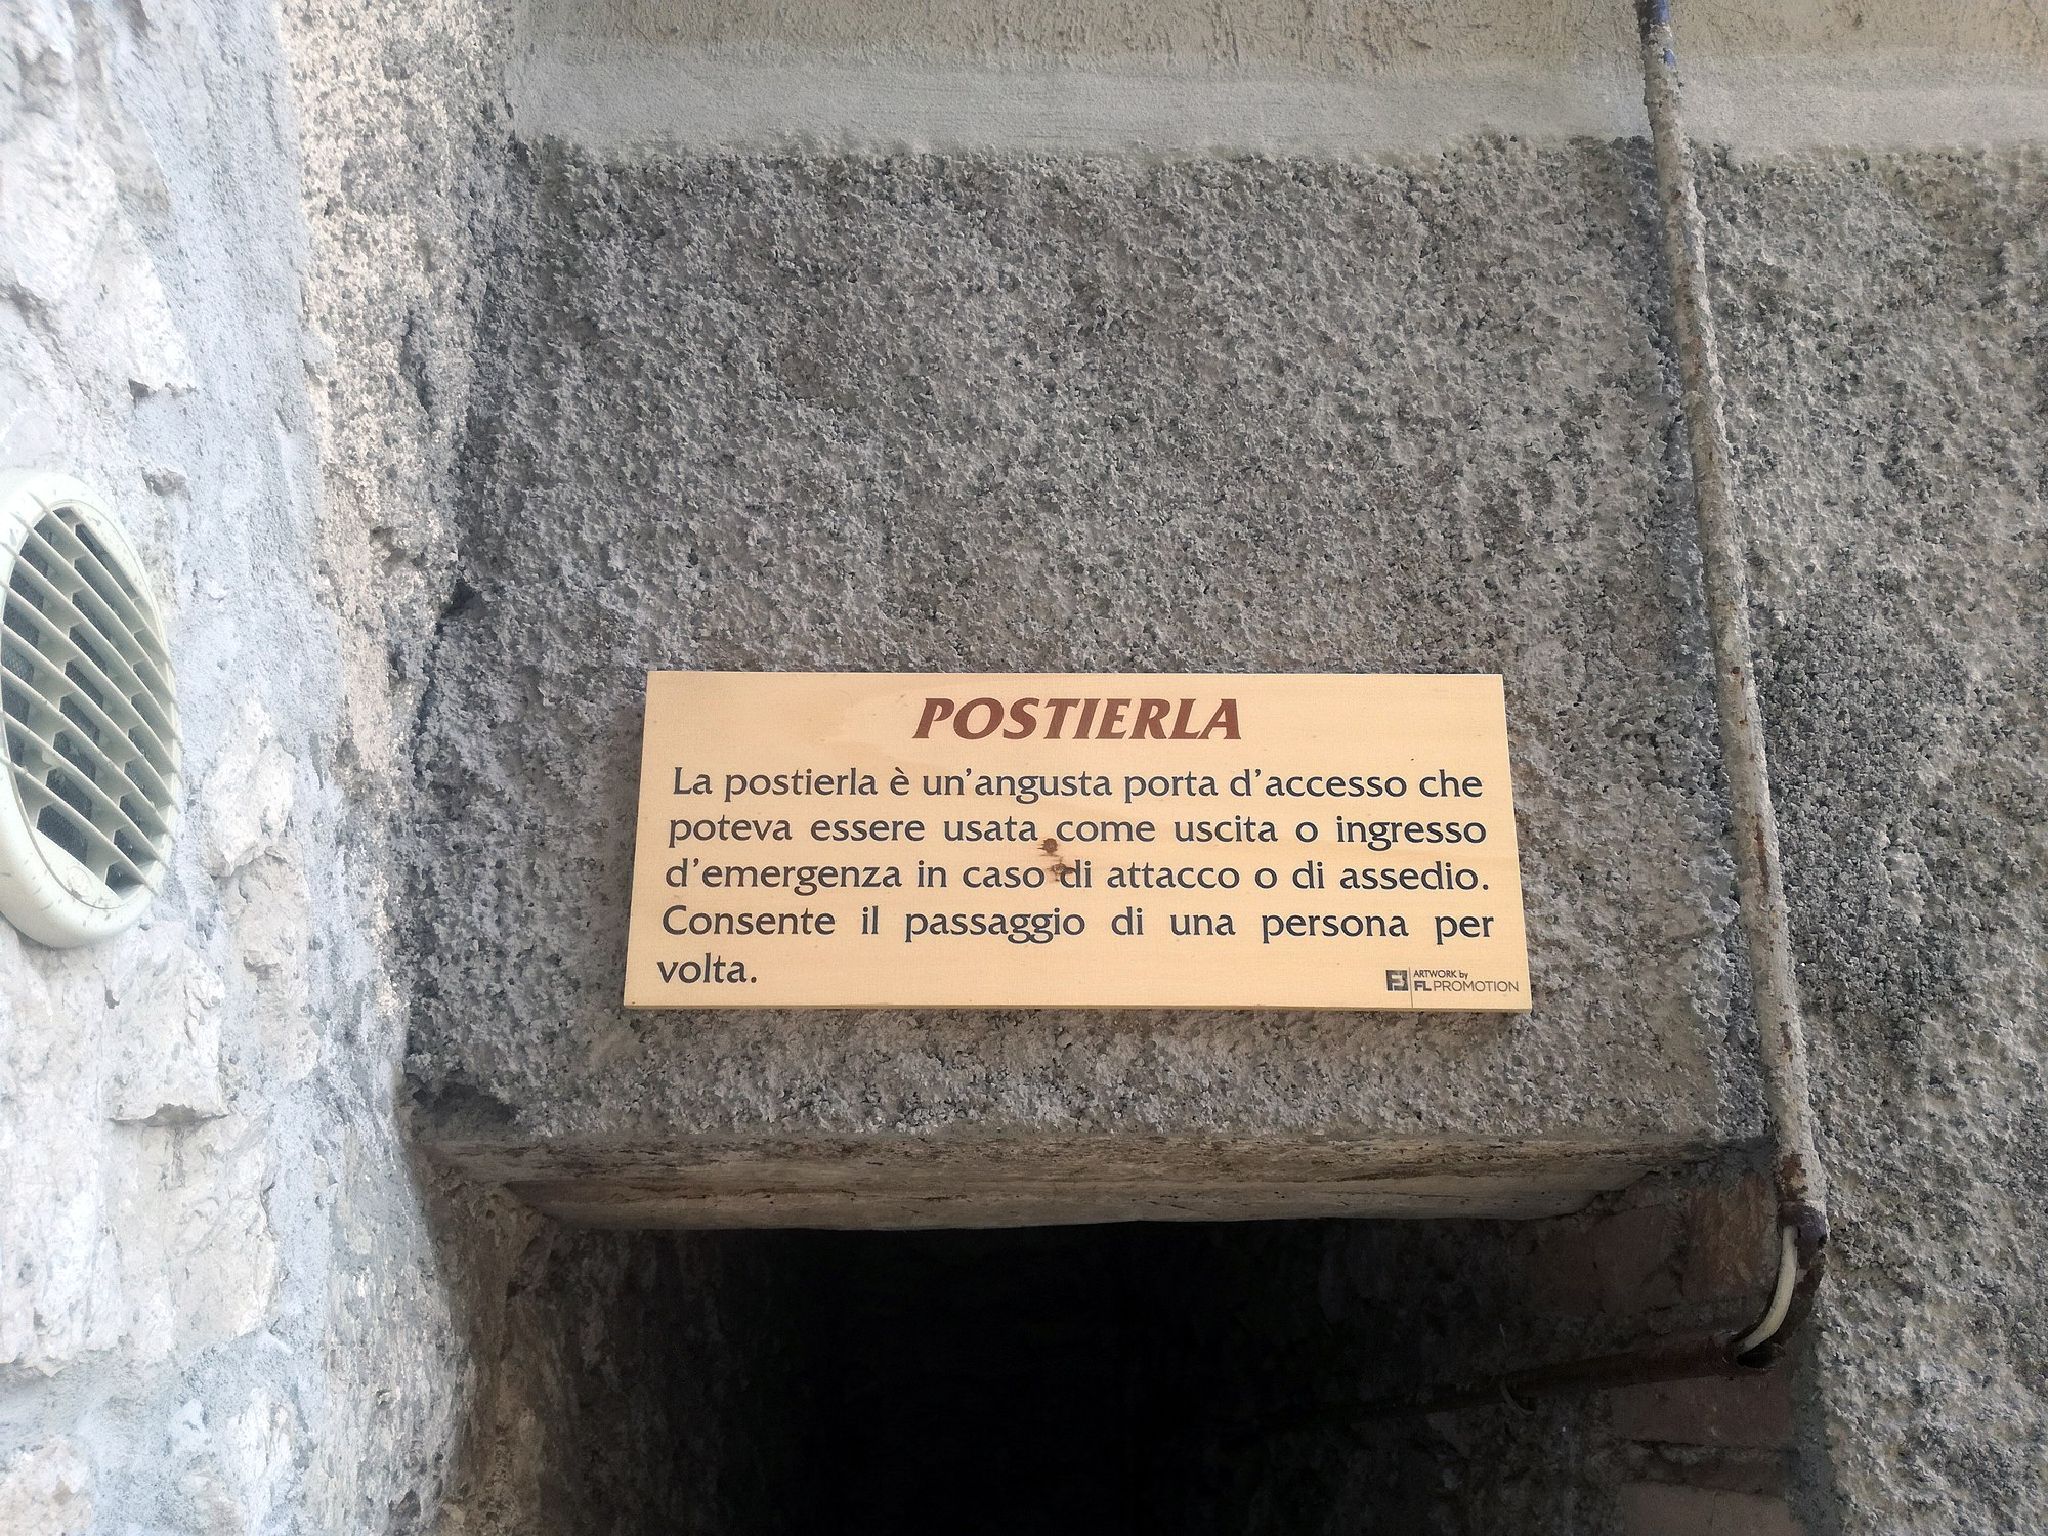 POSTIERLA
La postierla è un'angusta porta d'accesso che
poteva essere usata come uscita o ingresso
d'emergenza in caso di attacco o di assedio.
Consente il passaggio di una persona per
volta.
ARTWORK by
FL PROMOTION